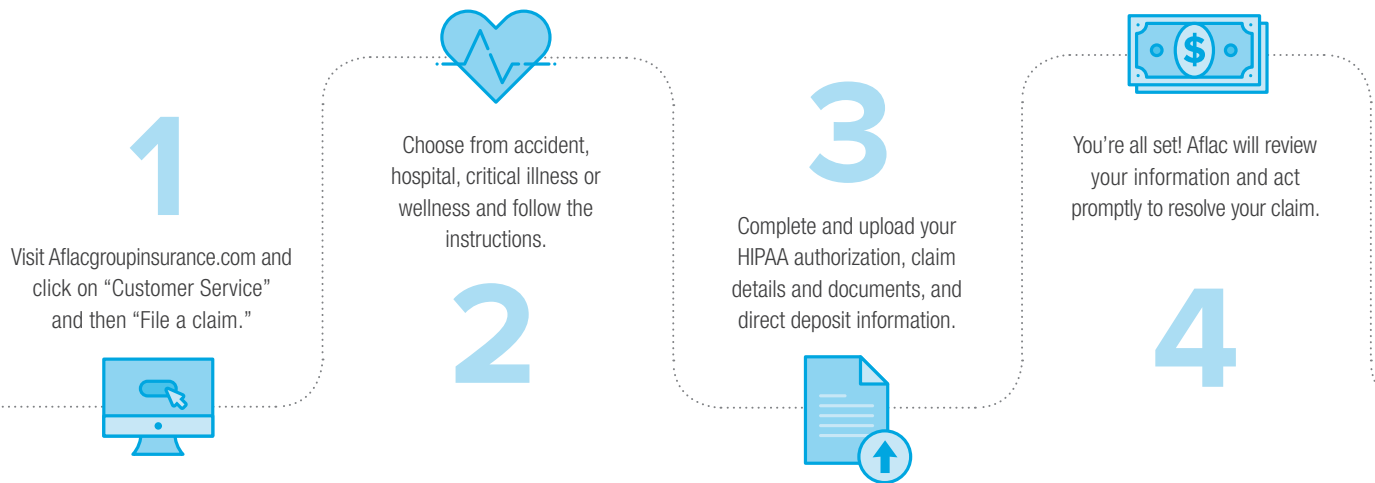 1
Visit Aflacgroupinsurance.com and
click on “Customer Service”
and then “File a claim.”
Choose from accident,
hospital, critical illness or
wellness and follow the
instructions.
2
3
Complete and upload your
HIPAA authorization, claim
details and documents, and
direct deposit information.
$
You’re all set! Aflac will review
your information and act
promptly to resolve your claim.
4